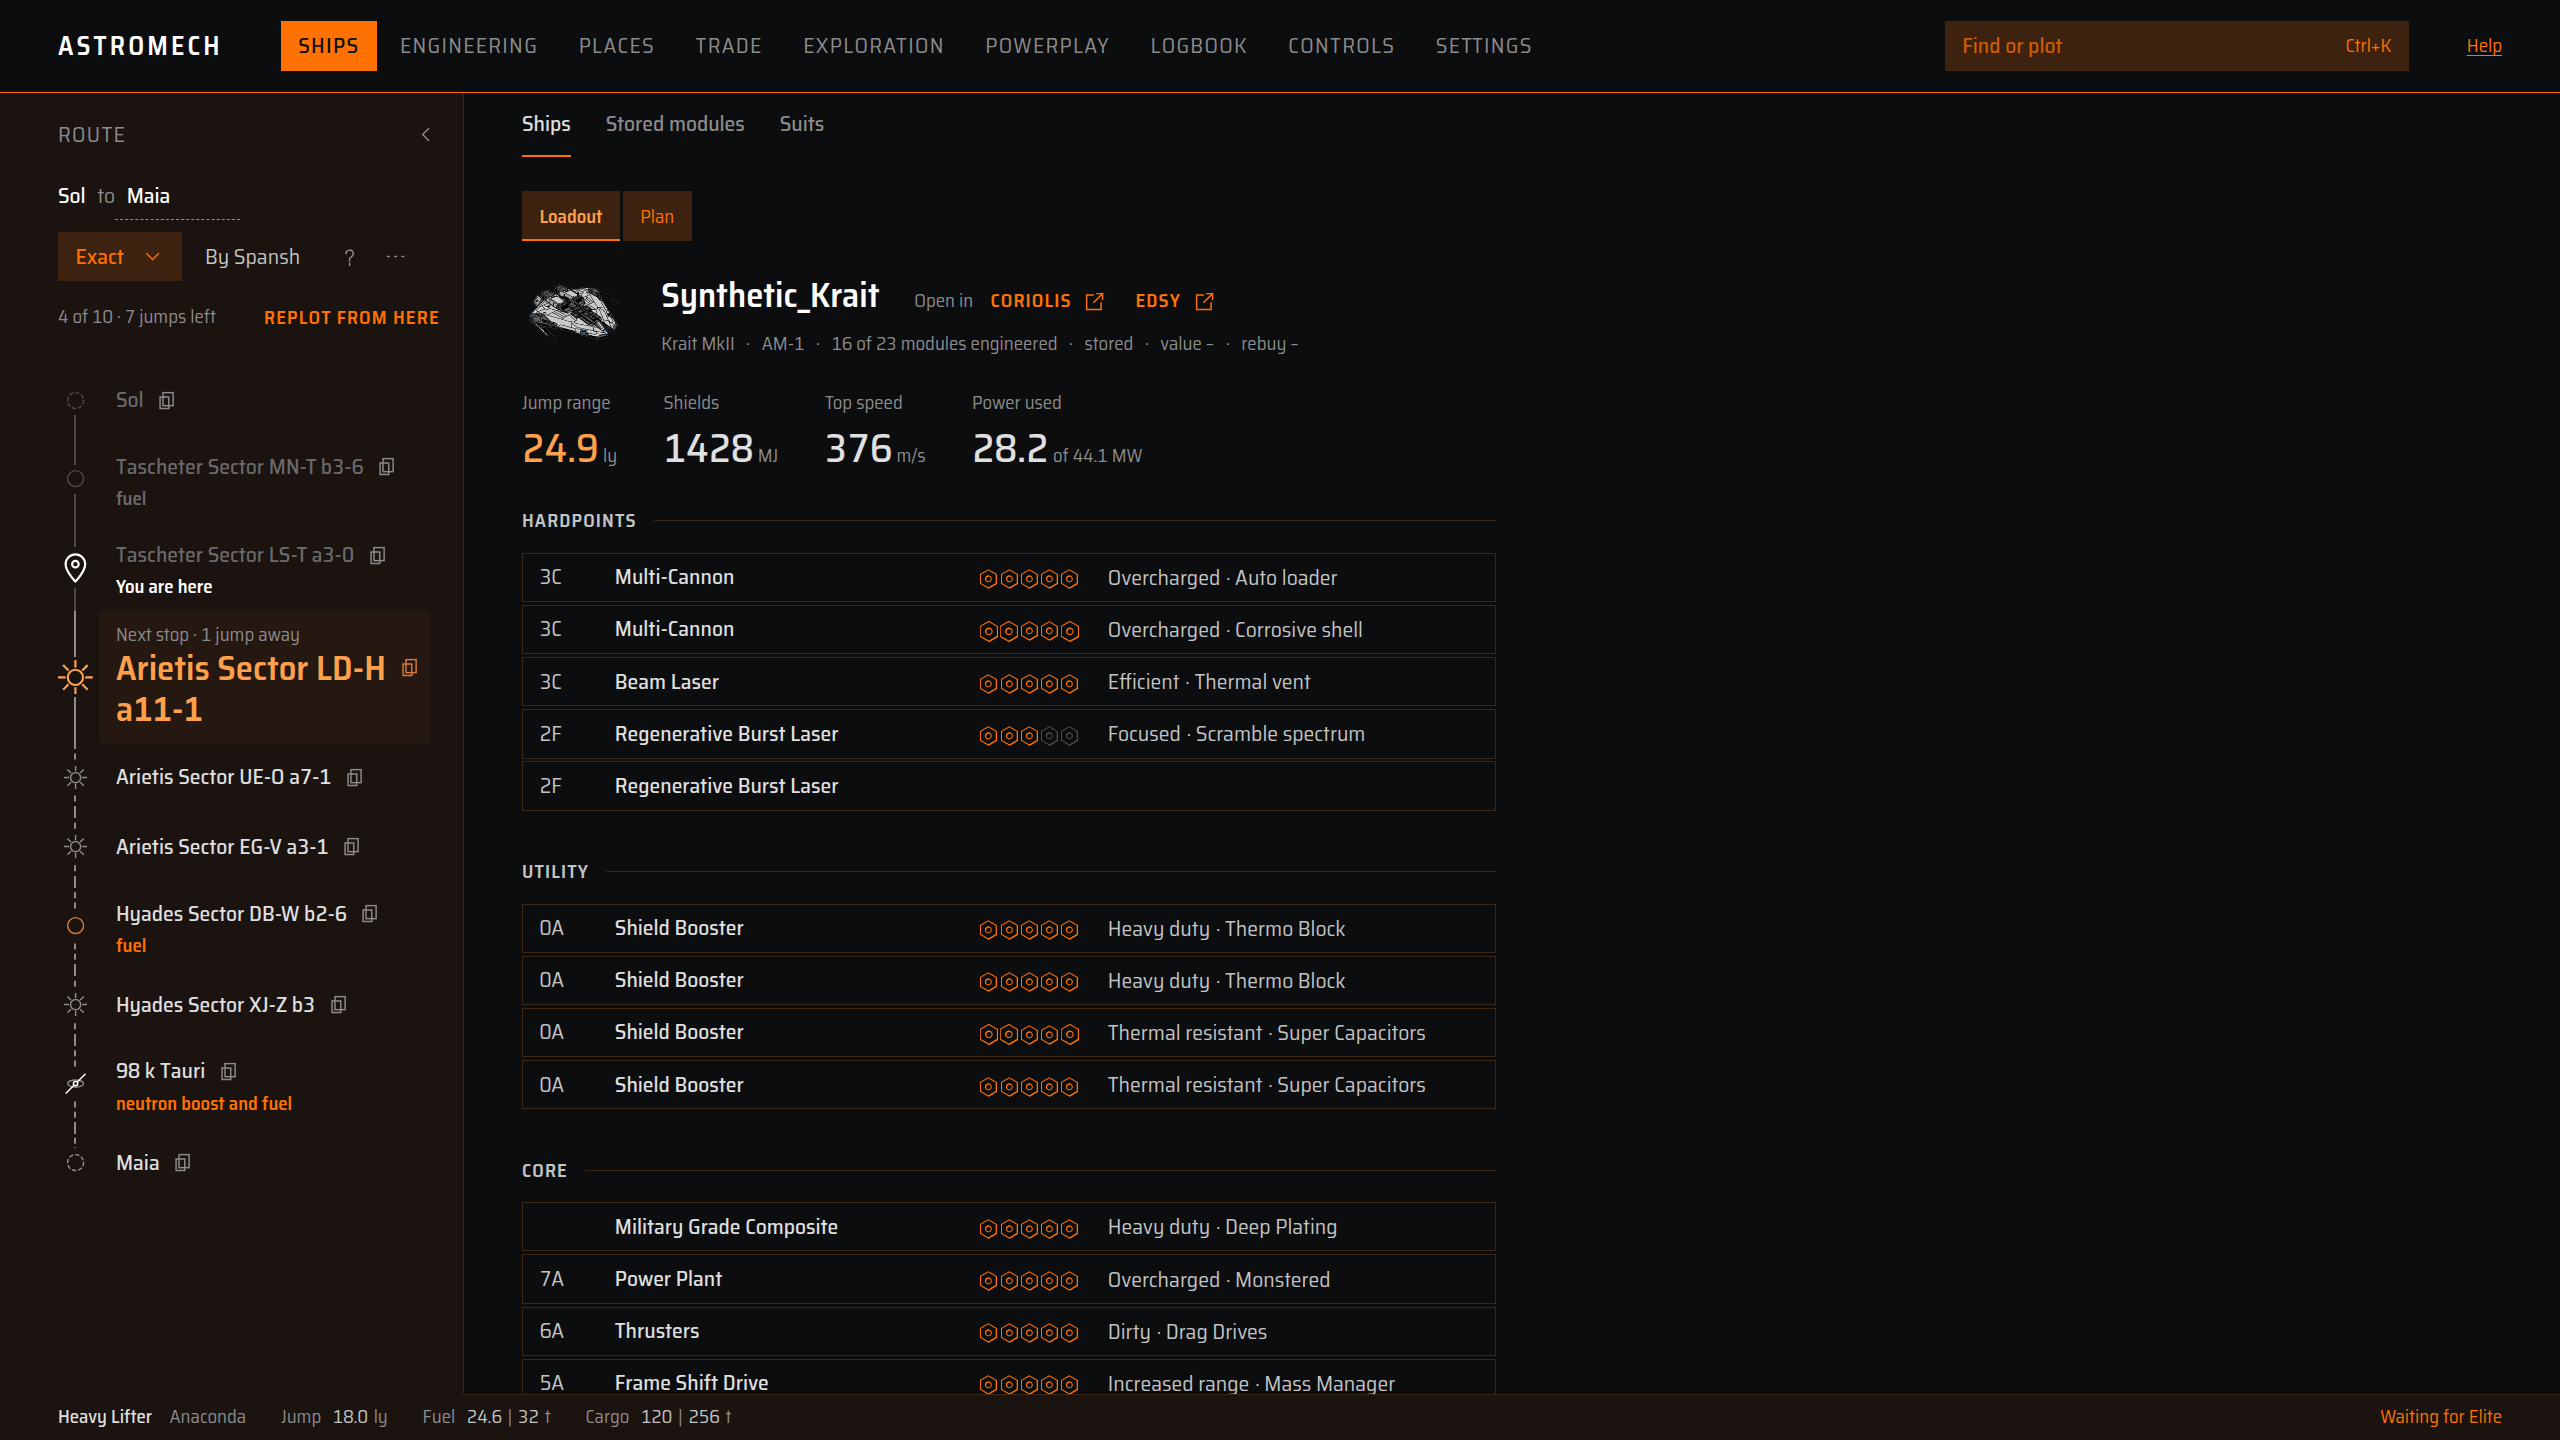 ASTROMECH SHIPS ENGINEERING PLACES TRADE EXPLORATION POWERPLAY LOGBOOK CONTROLS SETTINGS Find or plot Ctrl+K Help
ROUTE
Sol to Maia
Exact By Spansh ? ...
4 of 10 · 7 jumps left REPLOT FROM HERE
Sol
Tascheter Sector MN-T b3-6
fuel
Tascheter Sector LS-T a3-0
You are here
Next stop · 1 jump away
Arietis Sector LD-H
a11-1
Arietis Sector UE-O a7-1
Arietis Sector EG-V a3-1
Hyades Sector DB-W b2-6
fuel
Hyades Sector XJ-Z b3
98 k Tauri
neutron boost and fuel
Maia
Ships Stored modules Suits
Loadout Plan
Synthetic_Krait Open in CORIOLIS EDSY
Krait MkII · AM-1 · 16 of 23 modules engineered · stored · value – · rebuy –
Jump range Shields Top speed Power used
24.9 ly 1428 MJ 376 m/s 28.2 of 44.1 MW
HARDPOINTS
3C Multi-Cannon Overcharged · Auto loader
3C Multi-Cannon Overcharged · Corrosive shell
3C Beam Laser Efficient · Thermal vent
2F Regenerative Burst Laser Focused · Scramble spectrum
2F Regenerative Burst Laser
UTILITY
0A Shield Booster Heavy duty · Thermo Block
0A Shield Booster Heavy duty · Thermo Block
0A Shield Booster Thermal resistant · Super Capacitors
0A Shield Booster Thermal resistant · Super Capacitors
CORE
Military Grade Composite Heavy duty · Deep Plating
7A Power Plant Overcharged · Monstered
6A Thrusters Dirty · Drag Drives
5A Frame Shift Drive Increased range · Mass Manager
Heavy Lifter Anaconda Jump 18.0 ly Fuel 24.6 | 32 t Cargo 120 | 256 t Waiting for Elite